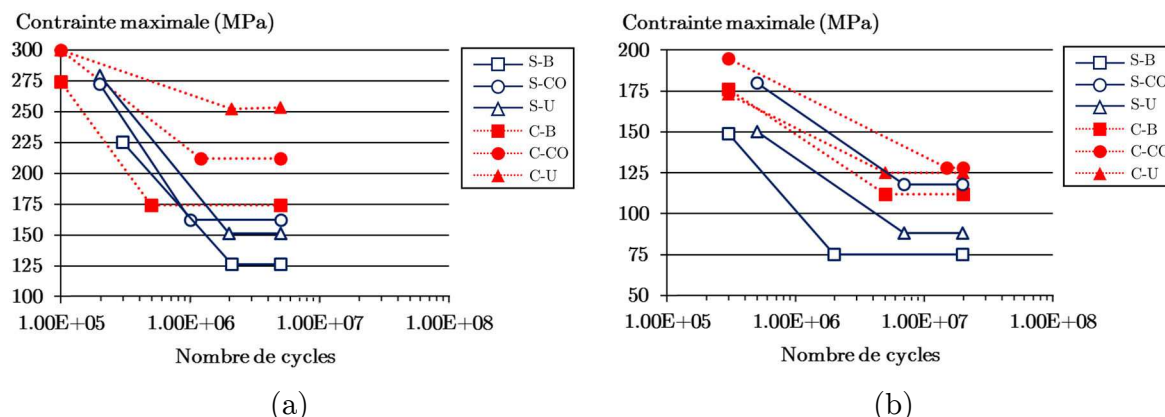 Contrainte maximale (MPa)
300
275
250
225
200
175
150
125
100
1.00E+05
1.00E+06
1.00E+07
1.00E+08
Nombre de cycles
S-B
S-CO
S-U
C-B
C-CO
C-U
(a)
Contrainte maximale (MPa)
200
175
150
125
100
75
50
1.00E+05
1.00E+06
1.00E+07
1.00E+08
Nombre de cycles
S-B
S-CO
S-U
C-B
C-CO
C-U
(b)